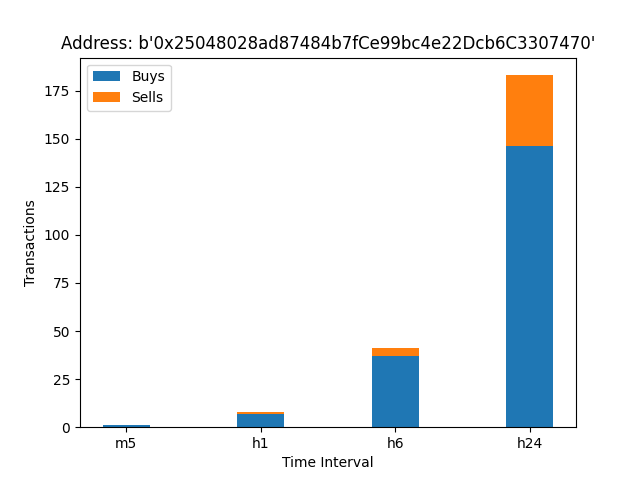 Address: b'0x25048028ad87484b7fCe99bc4e22Dcb6C3307470'
Buys
Sells
175
150
125
100
75
50
25
0
Transactions
m5 h1 h6 h24
Time Interval